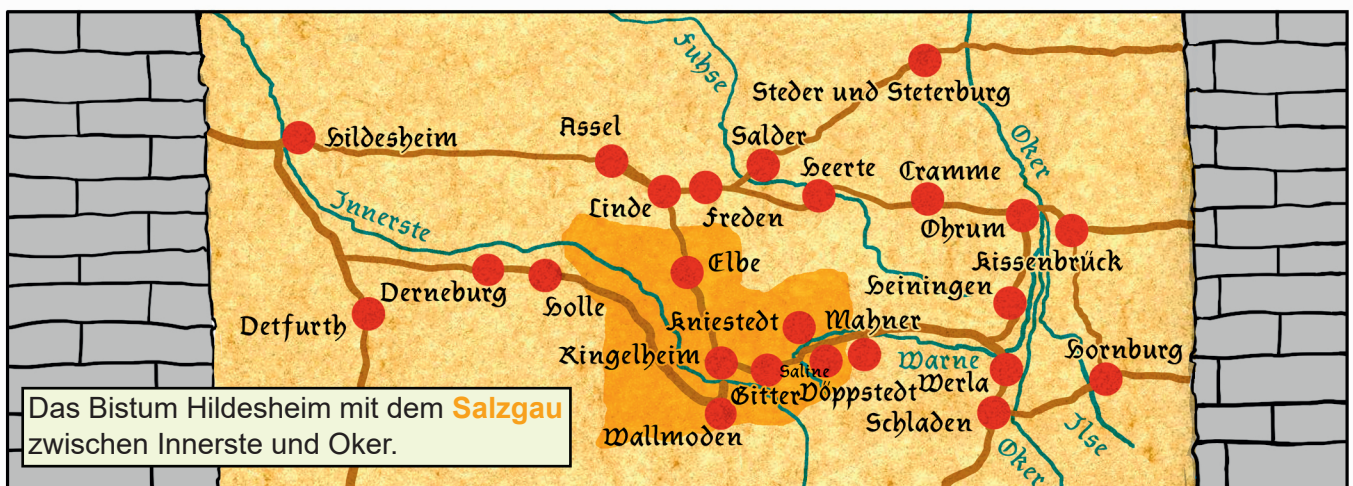 Fuhse
Steder und Steterburg
Assel
Salder
Oker
Hildesheim
Heerte
Cramme
Innerste
Linde
Freden
Ohrum
Elbe
Kissenbrück
Derneburg
Holle
Heiningen
Detfurth
Kniestedt
Mahner
Ringelheim
Saline
Warne
Hornburg
Gitter
Vöppstedt
Werla
Wallmoden
Schladen
Ilse
Oker
Das Bistum Hildesheim mit dem Salzgau
zwischen Innerste und Oker.